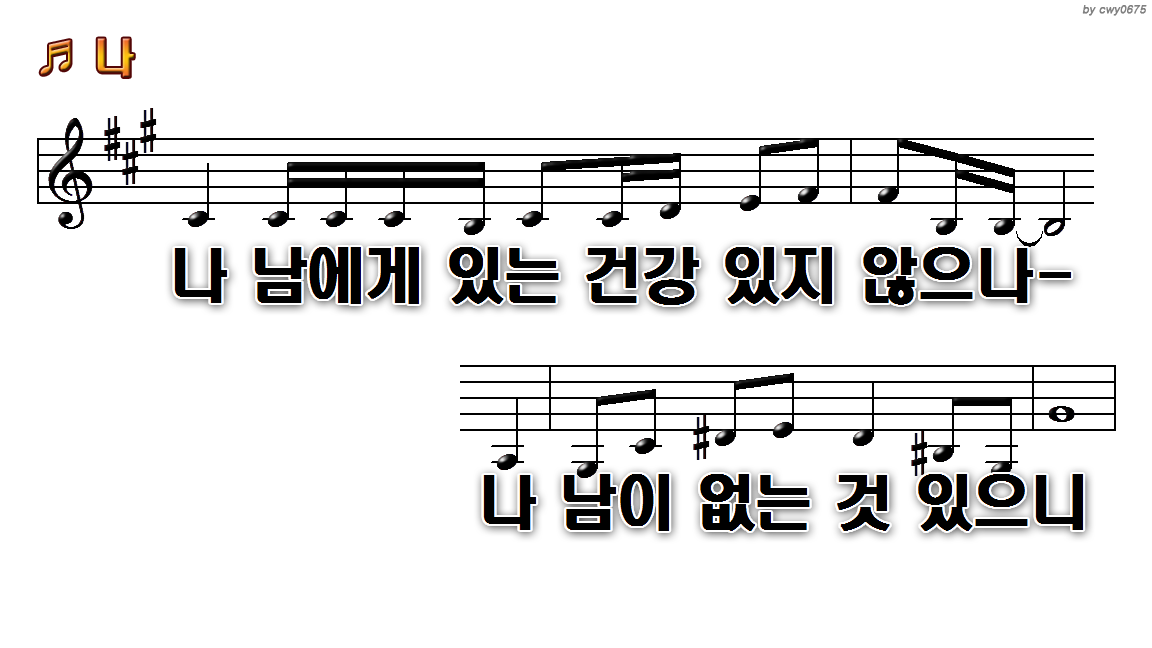 by cwy0675
나
나 남에게 있는 건강 있지 않으나-
나 남이 없는 것 있으니